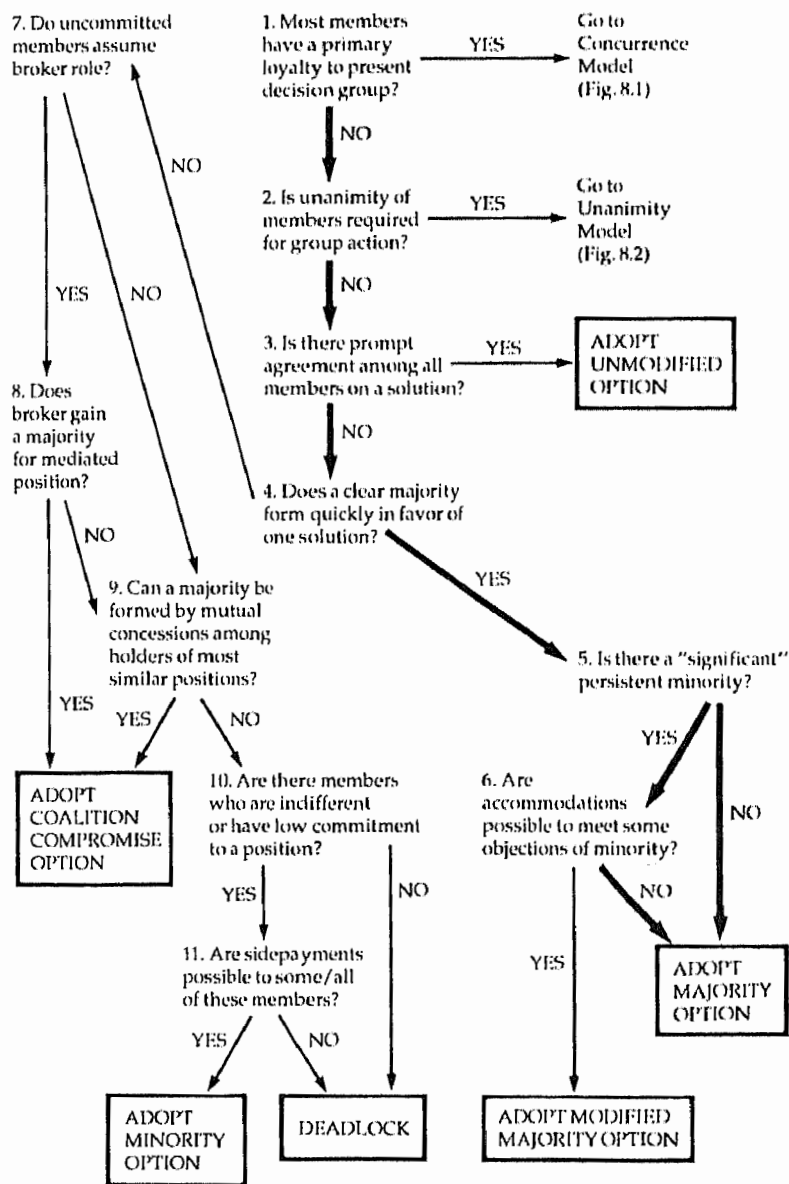 7. Do uncommitted
members assume
broker role?
1. Most members
have a primary
loyalty to present
decision group?
YES
Go to
Concurrence
Model
(Fig. 8.1)
NO
NO
2. Is unanimity of
members required
for group action?
YES
Go to
Unanimity
Model
(Fig. 8.2)
YES
NO
NO
3. Is there prompt
agreement among all
members on a solution?
YES
ADOPT
UNMODIFIED
OPTION
8. Does
broker gain
a majority
for mediated
position?
NO
4. Does a clear majority
form quickly in favor of
one solution?
NO
YES
9. Can a majority be
formed by mutual
concessions among
holders of most
similar positions?
5. Is there a "significant"
persistent minority?
YES
YES
NO
YES
ADOPT
COALITION
COMPROMISE
OPTION
10. Are there members
who are indifferent
or have low commitment
to a position?
6. Are
accommodations
possible to meet some
objections of minority?
NO
YES
NO
NO
11. Are sidepayments
possible to some/all
of these members?
YES
ADOPT
MAJORITY
OPTION
YES
NO
ADOPT
MINORITY
OPTION
DEADLOCK
ADOPT MODIFIED
MAJORITY OPTION